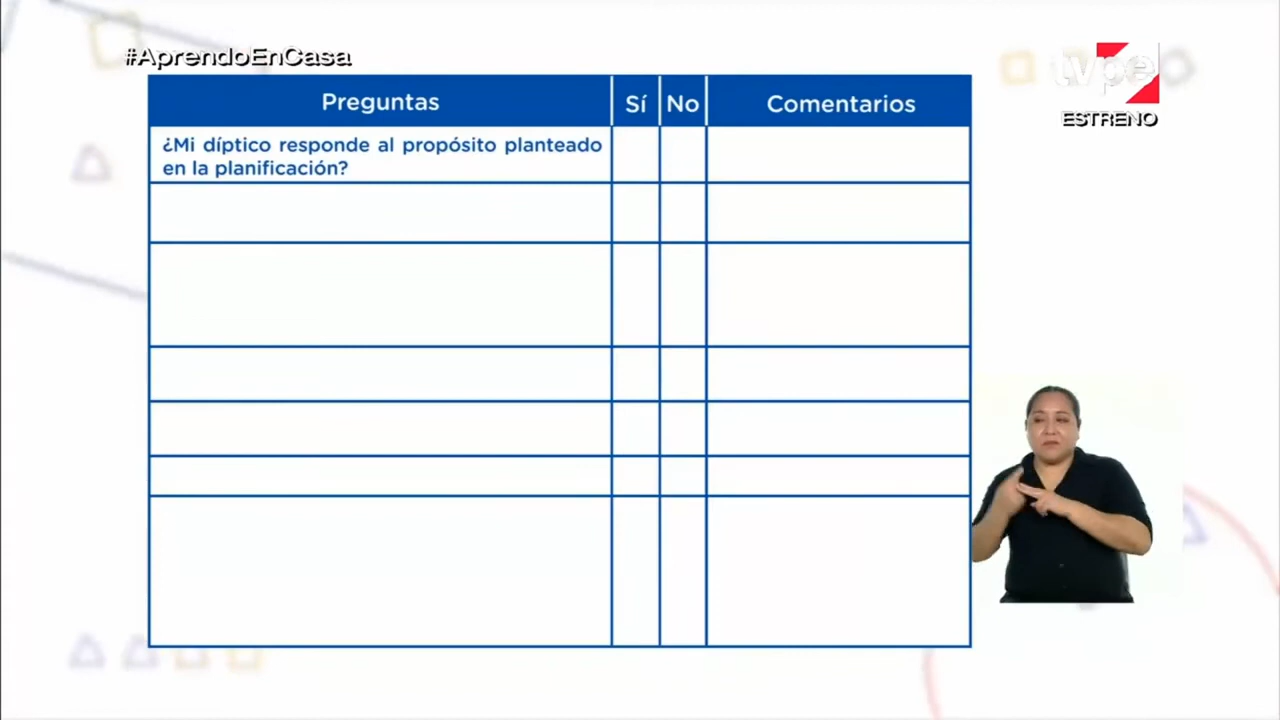 #AprendoEnCasa
tvpe
ESTRENO
Preguntas Sí No Comentarios
¿Mi díptico responde al propósito planteado
en la planificación?